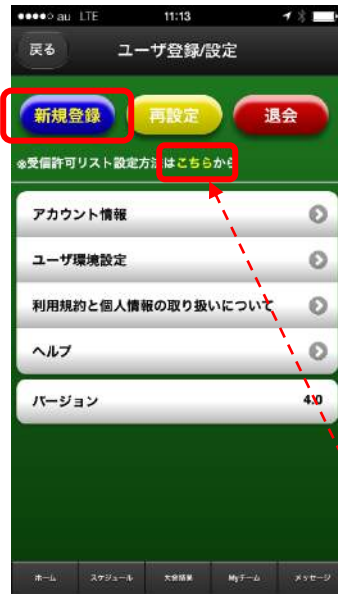 au LTE 11:13
戻る ユーザ登録/設定
新規登録 再設定 退会
※受信許可リスト設定方法はこちらから
アカウント情報
ユーザ環境設定
利用規約と個人情報の取り扱いについて
ヘルプ
バージョン 4.0
ホーム スケジュール 大会結果 Myチーム メッセージ